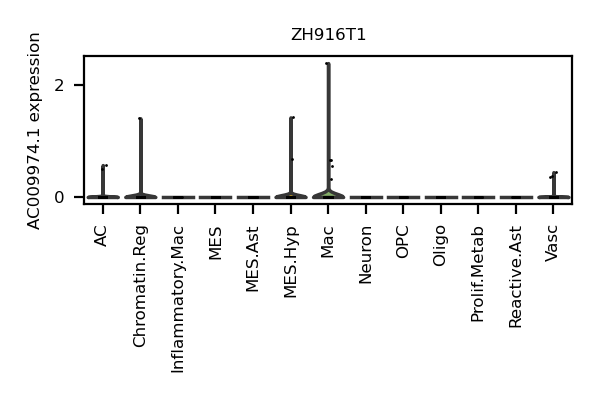 ZH916T1
AC009974.1 expression
2
0
AC
Chromatin.Reg
Inflammatory.Mac
MES
MES.Ast
MES.Hyp
Mac
Neuron
OPC
Oligo
Prolif.Metab
Reactive.Ast
Vasc